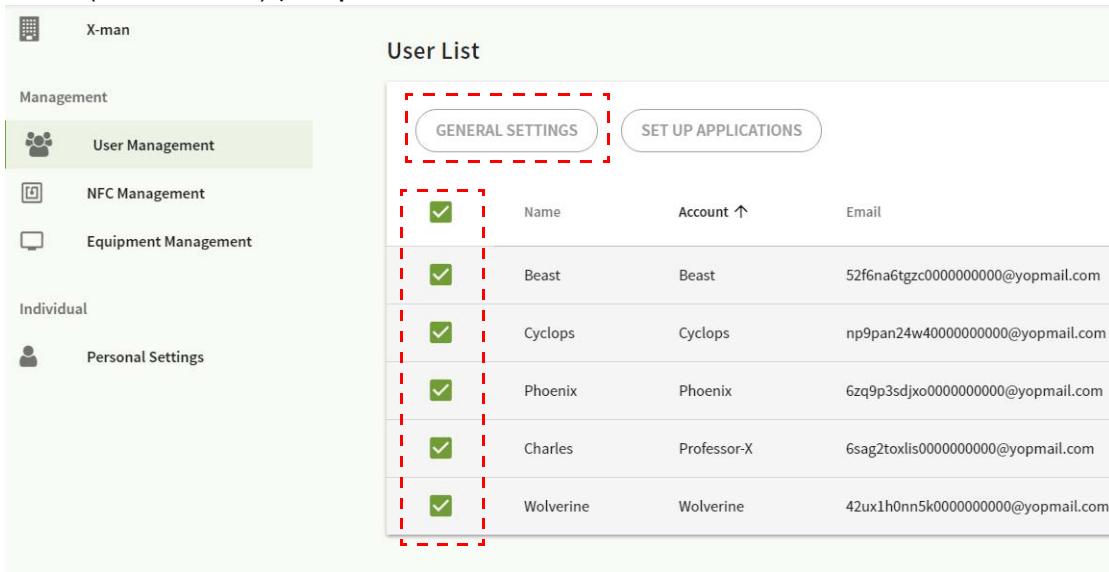 X-man
User List
Management
GENERAL SETTINGS SET UP APPLICATIONS
User Management
NFC Management
Name Account ↑ Email
Equipment Management
Beast Beast 52f6na6tgzc0000000000@yopmail.com
Individual
Cyclops Cyclops np9pan24w40000000000@yopmail.com
Personal Settings
Phoenix Phoenix 6zq9p3sdjxo0000000000@yopmail.com
Charles Professor-X 6sag2toxlis0000000000@yopmail.com
Wolverine Wolverine 42ux1h0nn5k0000000000@yopmail.com